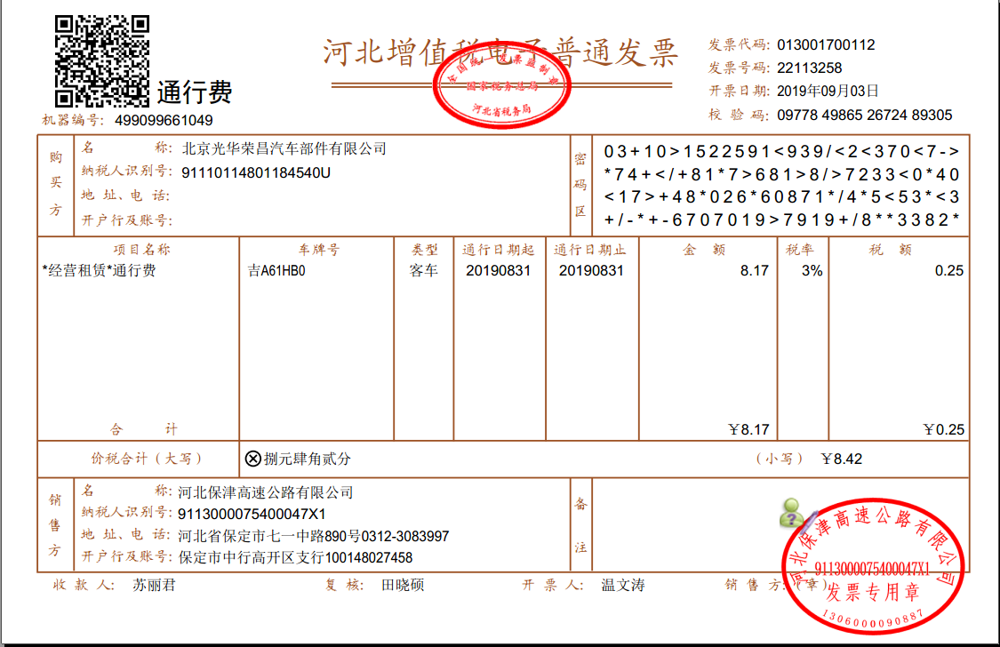 河北增值税电子普通发票
通行费
机器编号: 499099661049
发票代码: 013001700112
发票号码: 22113258
开票日期: 2019年09月03日
校 验 码: 09778 49865 26724 89305
全国统一发票监制章
国家税务总局
河北省税务局
购买方
名 称: 北京光华荣昌汽车部件有限公司
纳税人识别号: 91110114801184540U
地 址、电 话:
开户行及账号:
密码区
03+10>1522591<939/<2<370<7->
*74+</+81*7>681>8/>7233<0*40
<17>+48*026*60871*/4*5<53*<3
+/-*+-6707019>7919+/8**3382*
项目名称 车牌号 类型 通行日期起 通行日期止 金 额 税率 税 额
*经营租赁*通行费 吉A61HB0 客车 20190831 20190831 8.17 3% 0.25
合 计 ￥8.17 ￥0.25
价税合计（大写） ⓧ捌元肆角贰分 （小写） ￥8.42
销售方
名 称: 河北保津高速公路有限公司
纳税人识别号: 9113000075400047X1
地 址、电 话: 河北省保定市七一中路890号0312-3083997
开户行及账号: 保定市中行高开区支行100148027458
备注
收 款 人: 苏丽君 复 核: 田晓硕 开 票 人: 温文涛 销 售 方:（章）
河北保津高速公路有限公司
9113000075400047X1
发票专用章
1306000090887